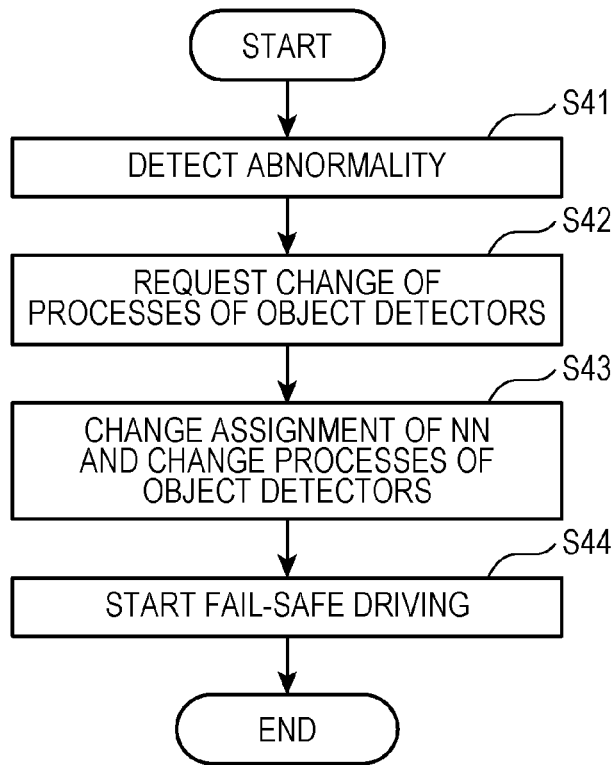 START
S41
DETECT ABNORMALITY
S42
REQUEST CHANGE OF
PROCESSES OF OBJECT DETECTORS
S43
CHANGE ASSIGNMENT OF NN
AND CHANGE PROCESSES OF
OBJECT DETECTORS
S44
START FAIL-SAFE DRIVING
END